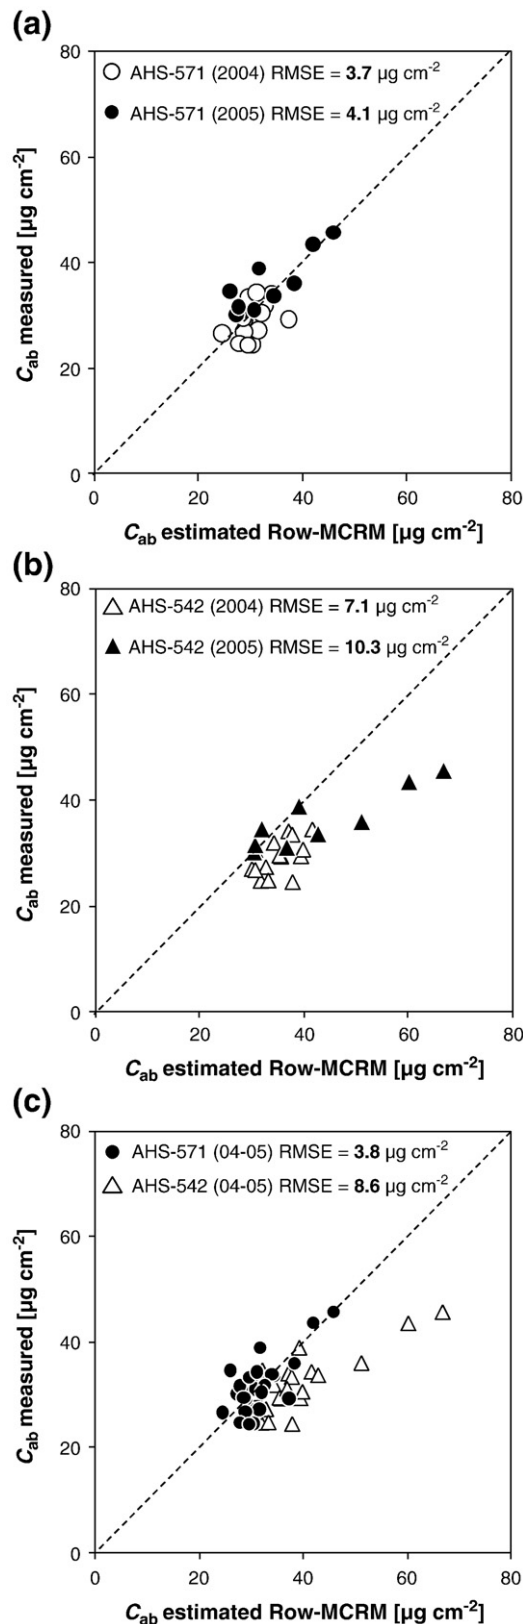 (a)
80
○ AHS-571 (2004) RMSE = 3.7 µg cm⁻²
● AHS-571 (2005) RMSE = 4.1 µg cm⁻²
60
40
20
0
C_ab measured [µg cm⁻²]
0 20 40 60 80
C_ab estimated Row-MCRM [µg cm⁻²]
(b)
80
△ AHS-542 (2004) RMSE = 7.1 µg cm⁻²
▲ AHS-542 (2005) RMSE = 10.3 µg cm⁻²
60
40
20
0
C_ab measured [µg cm⁻²]
0 20 40 60 80
C_ab estimated Row-MCRM [µg cm⁻²]
(c)
80
● AHS-571 (04-05) RMSE = 3.8 µg cm⁻²
△ AHS-542 (04-05) RMSE = 8.6 µg cm⁻²
60
40
20
0
C_ab measured [µg cm⁻²]
0 20 40 60 80
C_ab estimated Row-MCRM [µg cm⁻²]